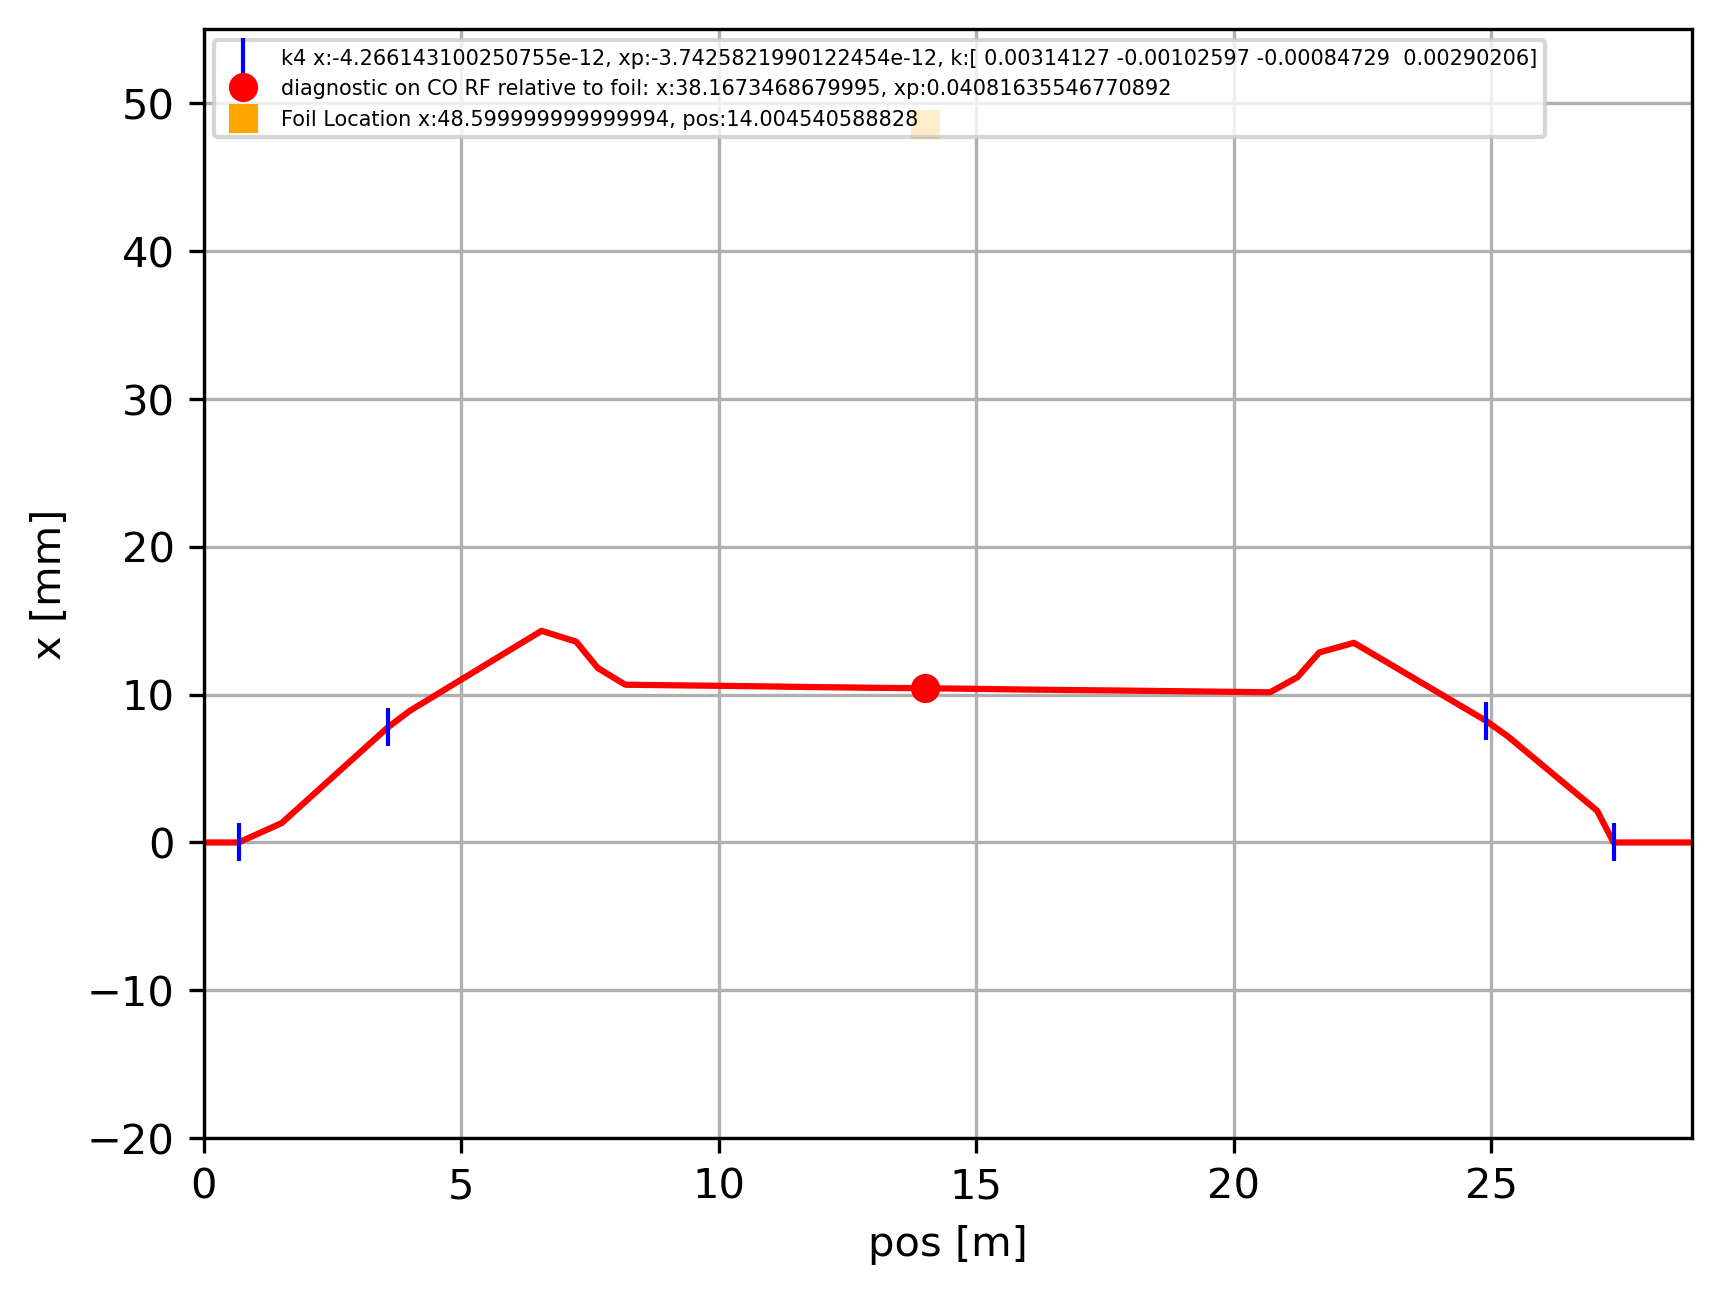 k4 x:-4.266143100250755e-12, xp:-3.7425821990122454e-12, k:[ 0.00314127 -0.00102597 -0.00084729  0.00290206]
diagnostic on CO RF relative to foil: x:38.1673468679995, xp:0.04081635546770892
Foil Location x:48.599999999999994, pos:14.004540588828
50
40
30
20
10
0
−10
−20
x [mm]
0 5 10 15 20 25
pos [m]